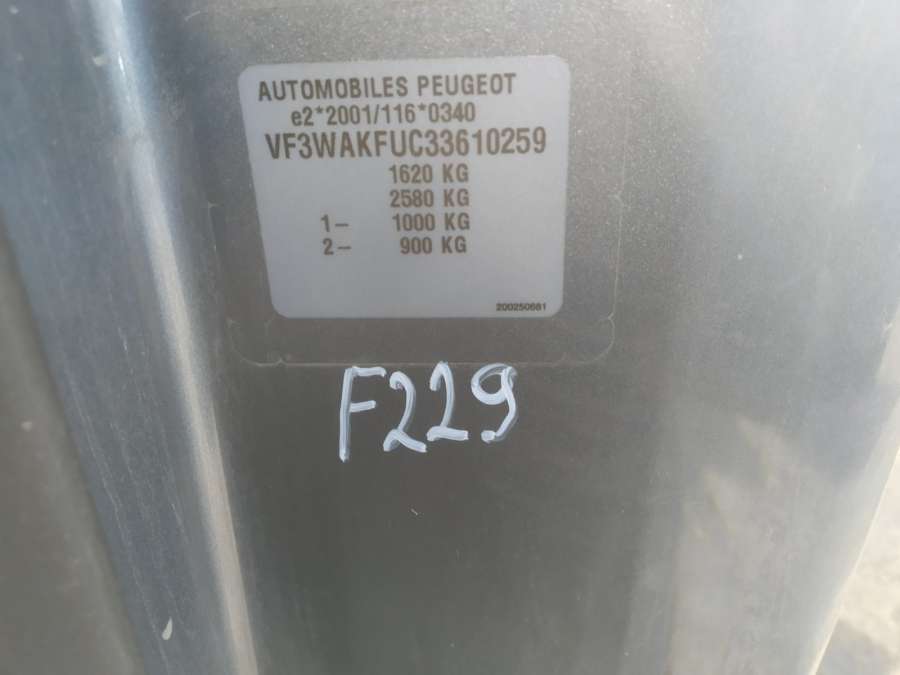 AUTOMOBILES PEUGEOT
e2*2001/116*0340
VF3WAKFUC33610259
1620 KG
2580 KG
1- 1000 KG
2- 900 KG
200250681
F229